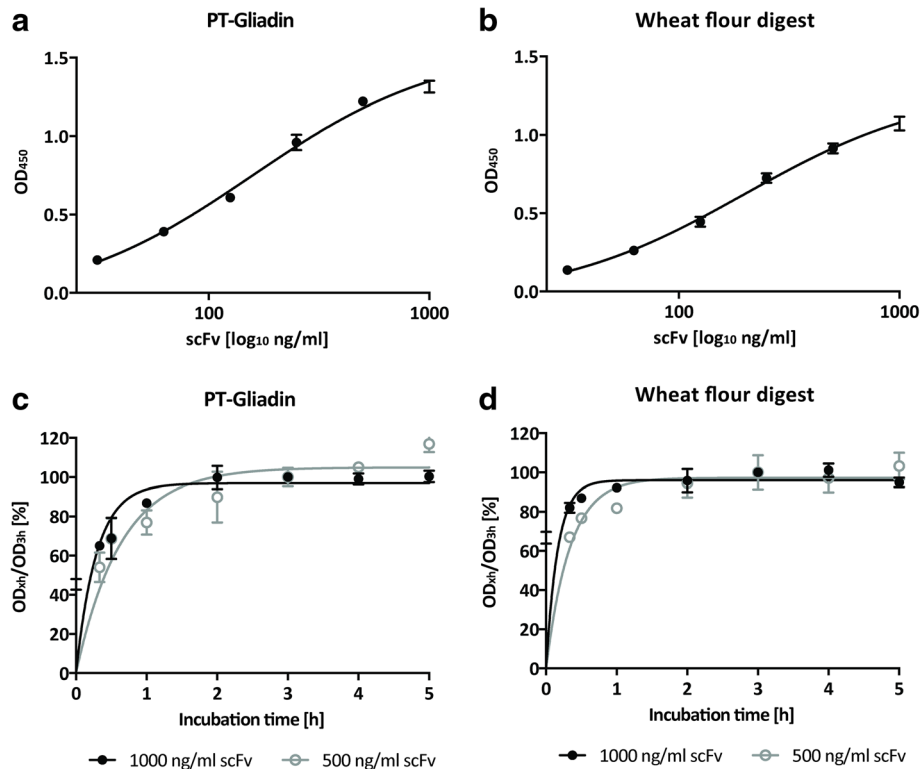 a
PT-Gliadin
1.5
1.0
0.5
0.0
OD450
100
1000
scFv [log10 ng/ml]
b
Wheat flour digest
1.5
1.0
0.5
0.0
OD450
100
1000
scFv [log10 ng/ml]
c
PT-Gliadin
120
100
80
60
40
20
0
ODxh/OD3h [%]
0 1 2 3 4 5
Incubation time [h]
1000 ng/ml scFv
500 ng/ml scFv
d
Wheat flour digest
120
100
80
60
40
20
0
ODxh/OD3h [%]
0 1 2 3 4 5
Incubation time [h]
1000 ng/ml scFv
500 ng/ml scFv